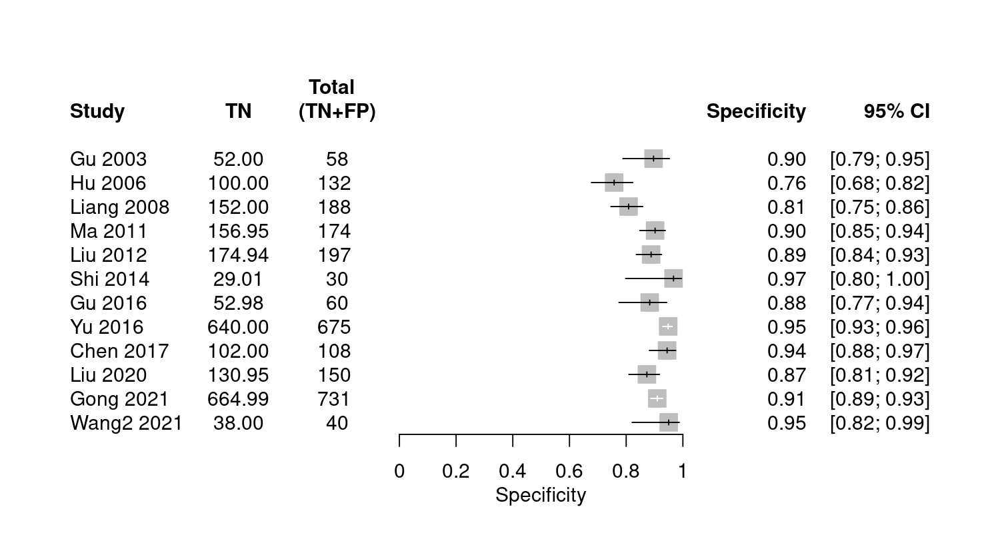 Total
Study TN (TN+FP) Specificity 95% CI
Gu 2003 52.00 58 0.90 [0.79; 0.95]
Hu 2006 100.00 132 0.76 [0.68; 0.82]
Liang 2008 152.00 188 0.81 [0.75; 0.86]
Ma 2011 156.95 174 0.90 [0.85; 0.94]
Liu 2012 174.94 197 0.89 [0.84; 0.93]
Shi 2014 29.01 30 0.97 [0.80; 1.00]
Gu 2016 52.98 60 0.88 [0.77; 0.94]
Yu 2016 640.00 675 0.95 [0.93; 0.96]
Chen 2017 102.00 108 0.94 [0.88; 0.97]
Liu 2020 130.95 150 0.87 [0.81; 0.92]
Gong 2021 664.99 731 0.91 [0.89; 0.93]
Wang2 2021 38.00 40 0.95 [0.82; 0.99]
0 0.2 0.4 0.6 0.8 1
Specificity